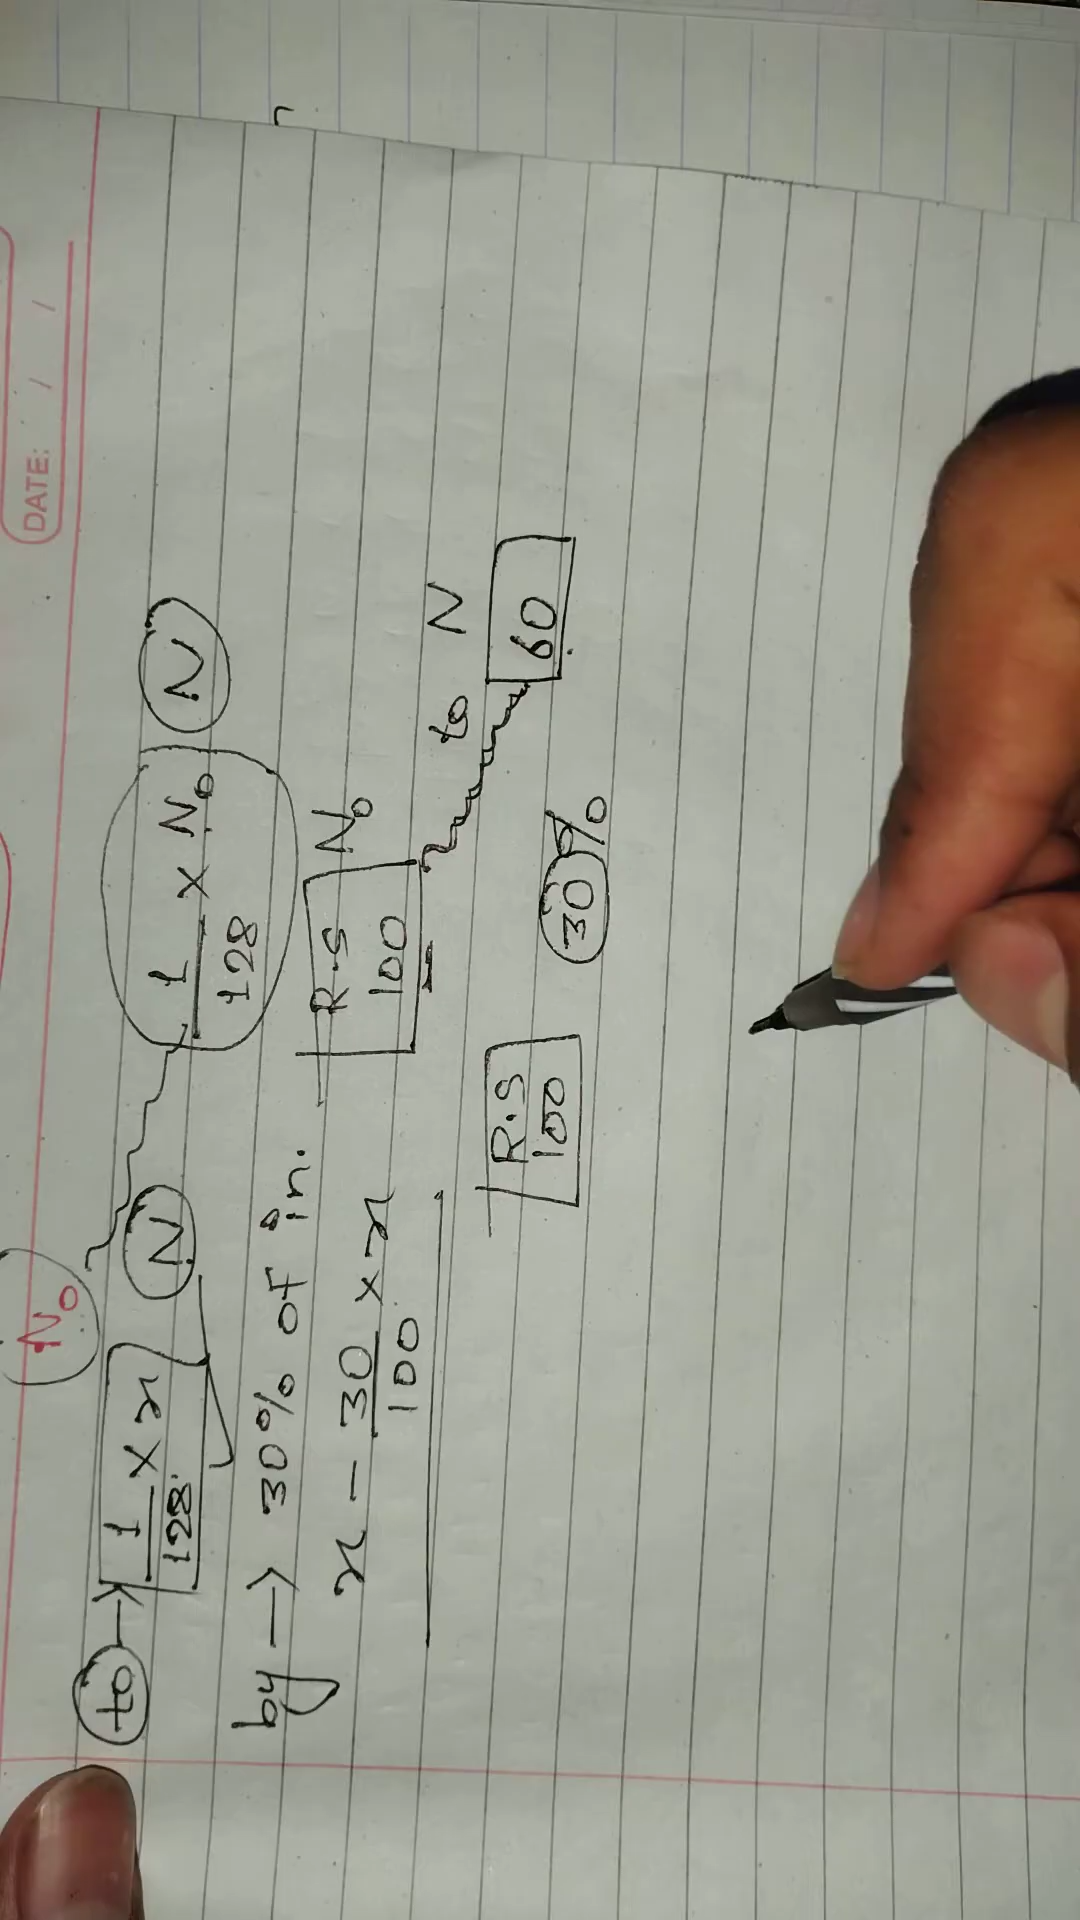 DATE: / /
N₀
to → 1/128 × x N 1/128 × N₀ N
by → 30% of in. R.S 100 N₀
x - 30/100 × x to N
60
R.S 100 30%